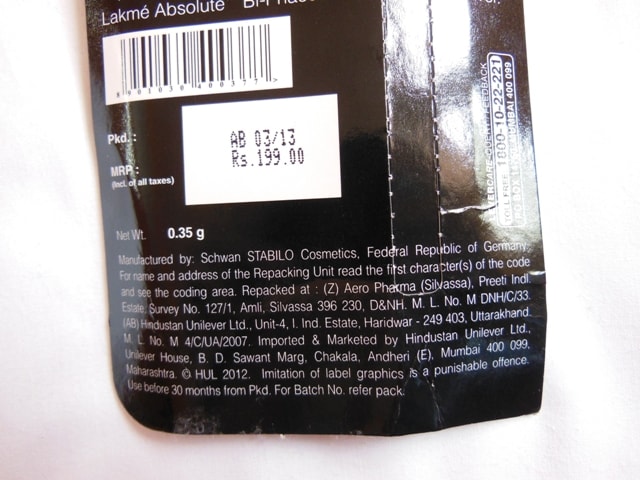 Lakmé Absolute
8 901030 400377
Pkd. :
AB 03/13
MRP :
Rs.199.00
(Incl. of all taxes)
Net Wt. 0.35 g
Manufactured by: Schwan STABILO Cosmetics, Federal Republic of Germany.
For name and address of the Repacking Unit read the first character(s) of the code
and see the coding area. Repacked at : (Z) Aero Pharma (Silvassa), Preeti Indl.
Estate, Survey No. 127/1, Amli, Silvassa 396 230, D&NH. M. L. No. M DNH/C/33.
(AB) Hindustan Unilever Ltd., Unit-4, I. Ind. Estate, Haridwar - 249 403, Uttarakhand.
M. L. No. M 4/C/UA/2007. Imported & Marketed by Hindustan Unilever Ltd.,
Unilever House, B. D. Sawant Marg, Chakala, Andheri (E), Mumbai 400 099,
Maharashtra. © HUL 2012. Imitation of label graphics is a punishable offence.
Use before 30 months from Pkd. For Batch No. refer pack.
1800-10-22-221
MUMBAI 400 099